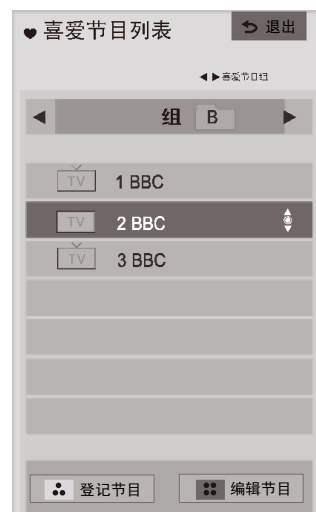 ♥ 喜爱节目列表 退出
◀ ▶喜爱节目组
◀ 组 B ▶
TV 1 BBC
TV 2 BBC
TV 3 BBC
登记节目 编辑节目